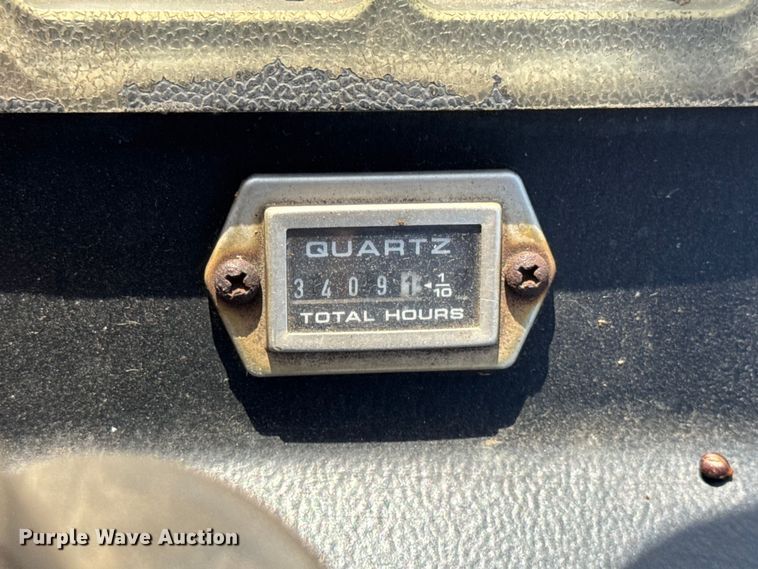 QUARTZ
3409 1 ◄ 1/10
TOTAL HOURS
Purple Wave Auction